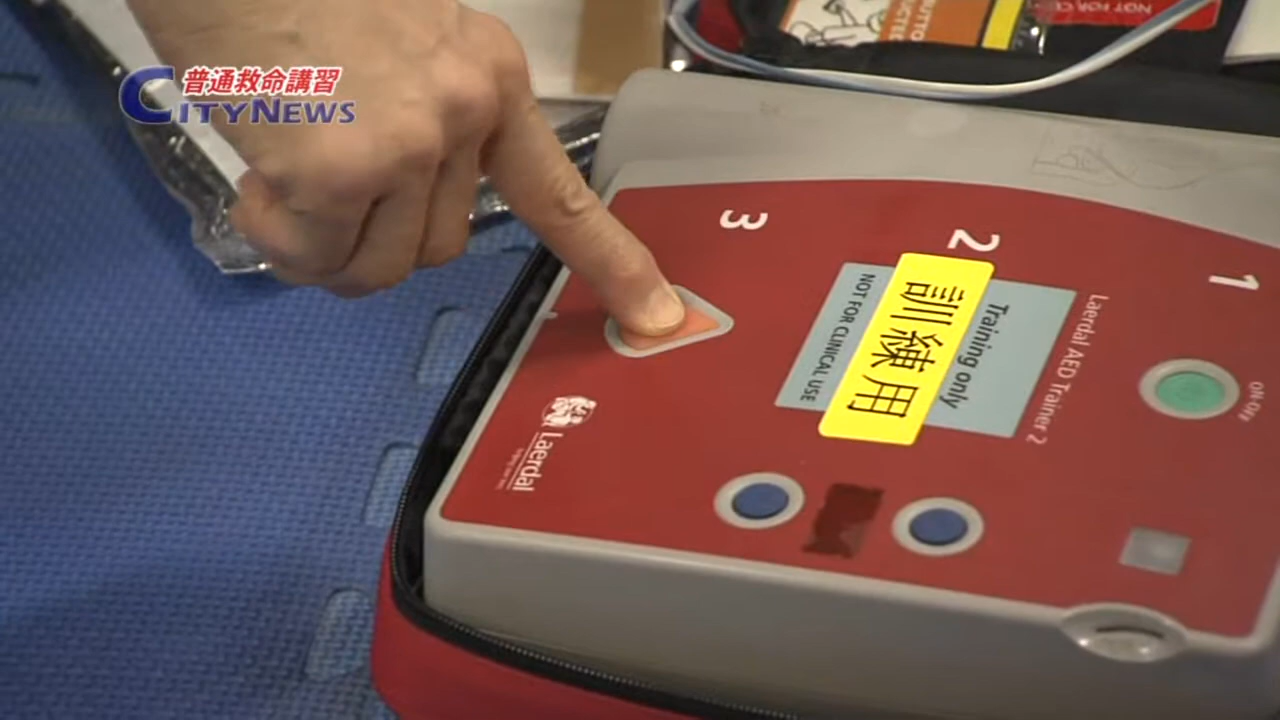 普通救命講習
CITYNEWS
NOT FOR
1
2
3
ON OFF
Laerdal AED Trainer 2
Training only
訓練用
NOT FOR CLINICAL USE
Laerdal